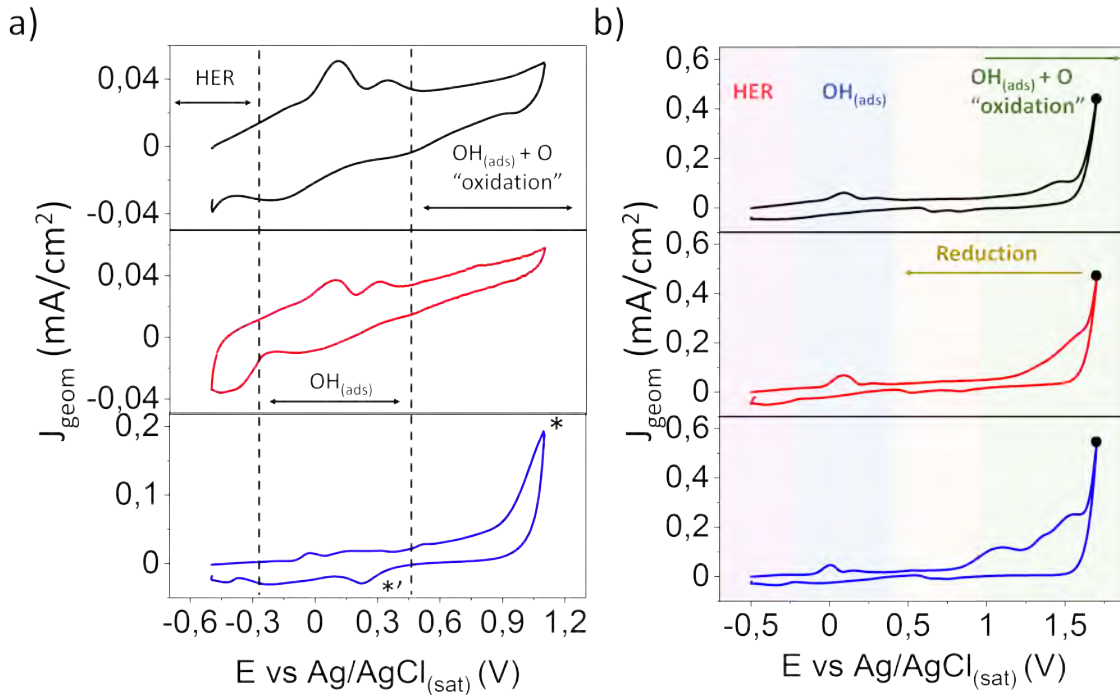 a)
HER
OH(ads) + O
"oxidation"
0,04
0
-0,04
0,04
0
OH(ads)
-0,04
0,2
*
0,1
0
*'
Jgeom (mA/cm2)
-0,6 -0,3 0 0,3 0,6 0,9 1,2
E vs Ag/AgCl(sat) (V)
b)
0,6
HER
OH(ads)
OH(ads) + O
"oxidation"
0,4
0,2
0
0,6
Reduction
0,4
0,2
0
0,6
0,4
0,2
0
Jgeom (mA/cm2)
-0,5 0 0,5 1 1,5
E vs Ag/AgCl(sat) (V)